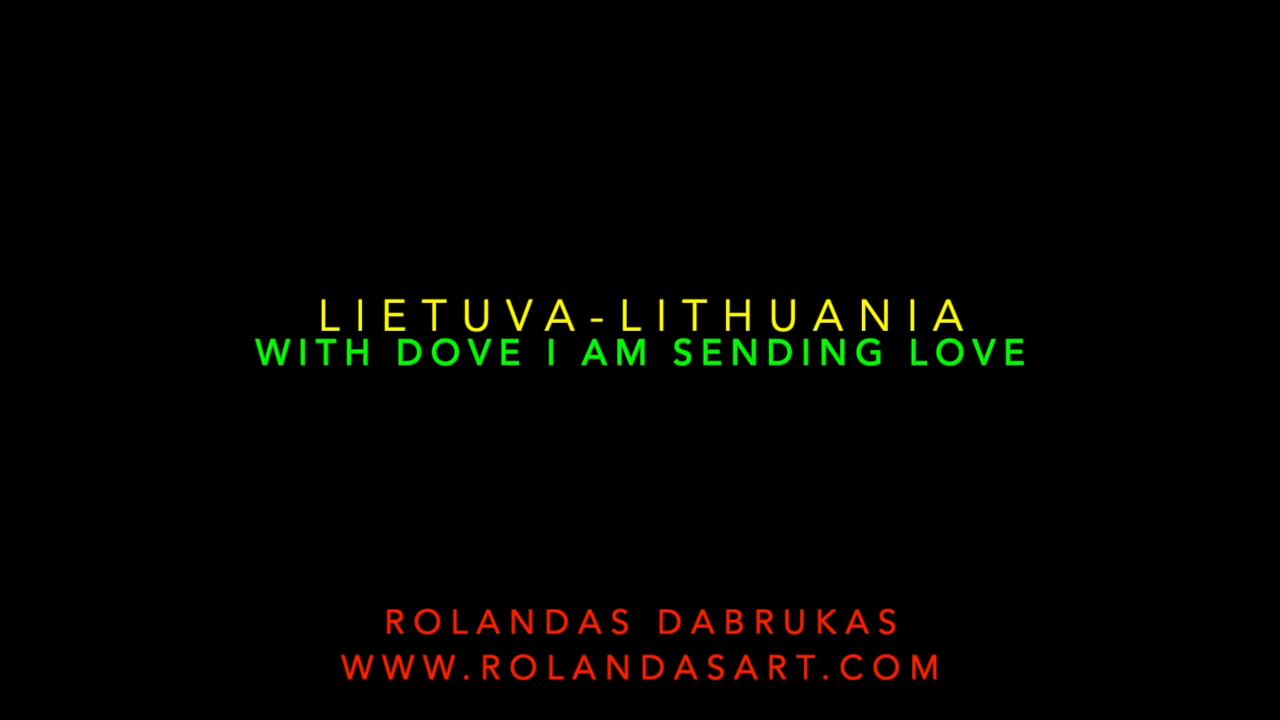 LIETUVA-LITHUANIA
WITH DOVE I AM SENDING LOVE
ROLANDAS DABRUKAS
WWW.ROLANDASART.COM